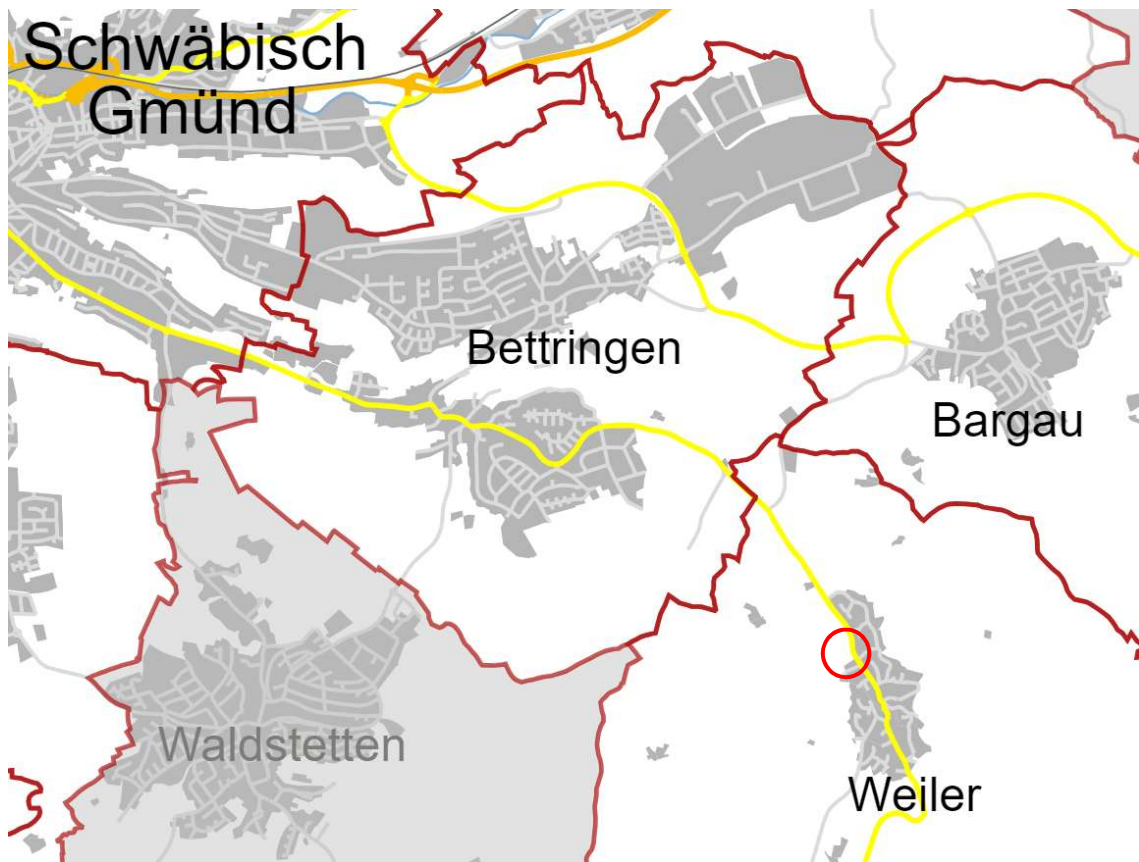 Schwäbisch
Gmünd
Bettringen
Bargau
Waldstetten
Weiler